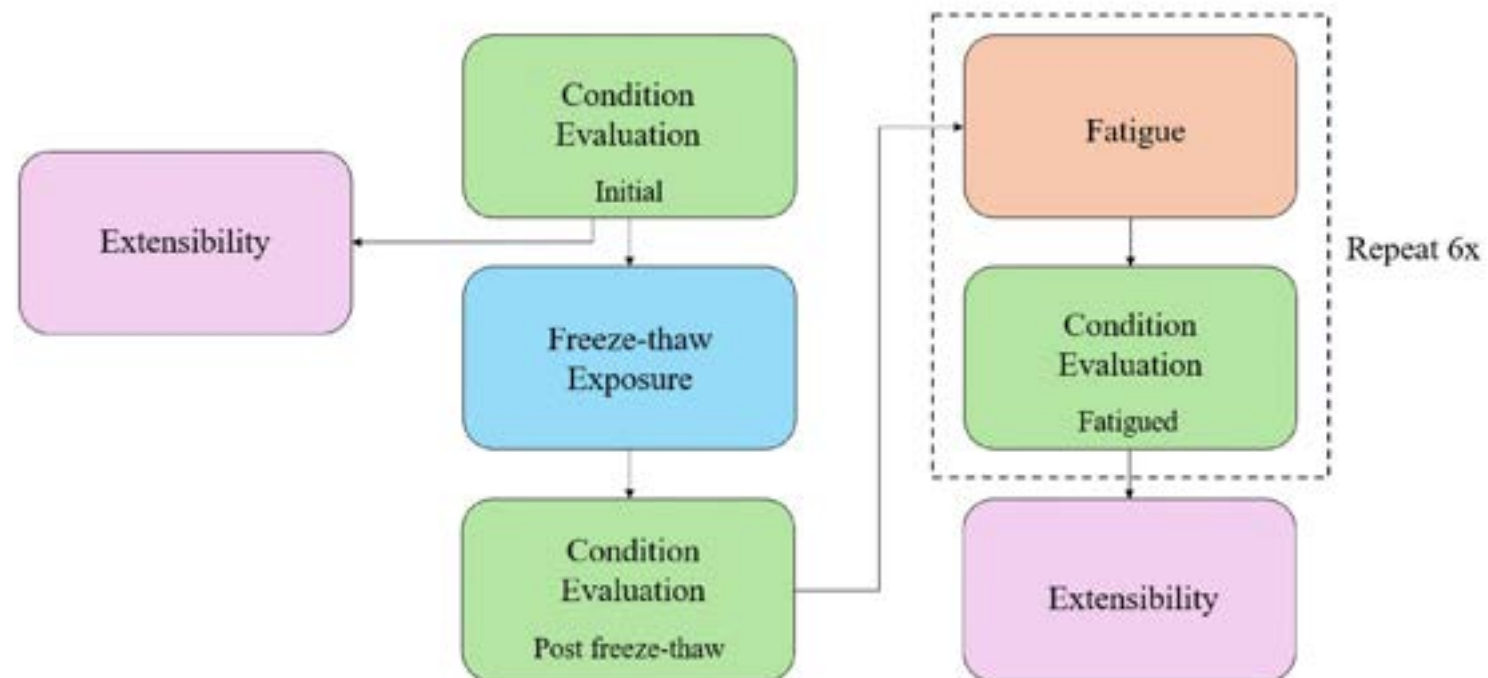 Condition
Evaluation
Initial
Extensibility
Freeze-thaw
Exposure
Condition
Evaluation
Post freeze-thaw
Fatigue
Condition
Evaluation
Fatigued
Repeat 6x
Extensibility